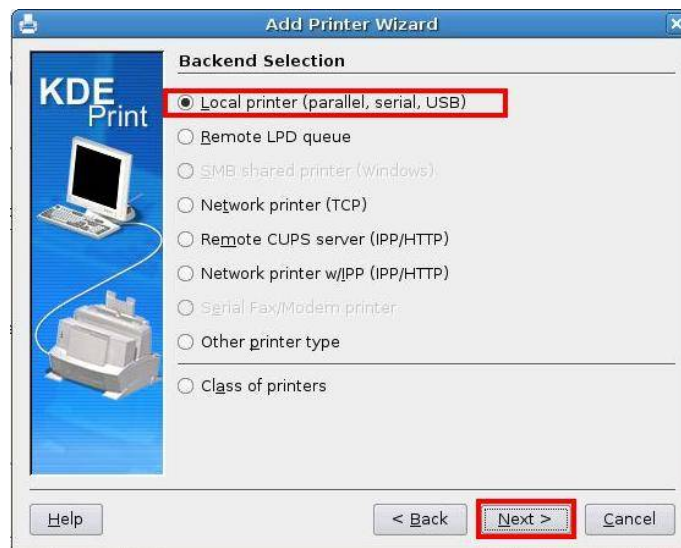 Add Printer Wizard
KDE
Print
Backend Selection
Local printer (parallel, serial, USB)
Remote LPD queue
SMB shared printer (Windows)
Network printer (TCP)
Remote CUPS server (IPP/HTTP)
Network printer w/IPP (IPP/HTTP)
Serial Fax/Modem printer
Other printer type
Class of printers
Help
< Back
Next >
Cancel